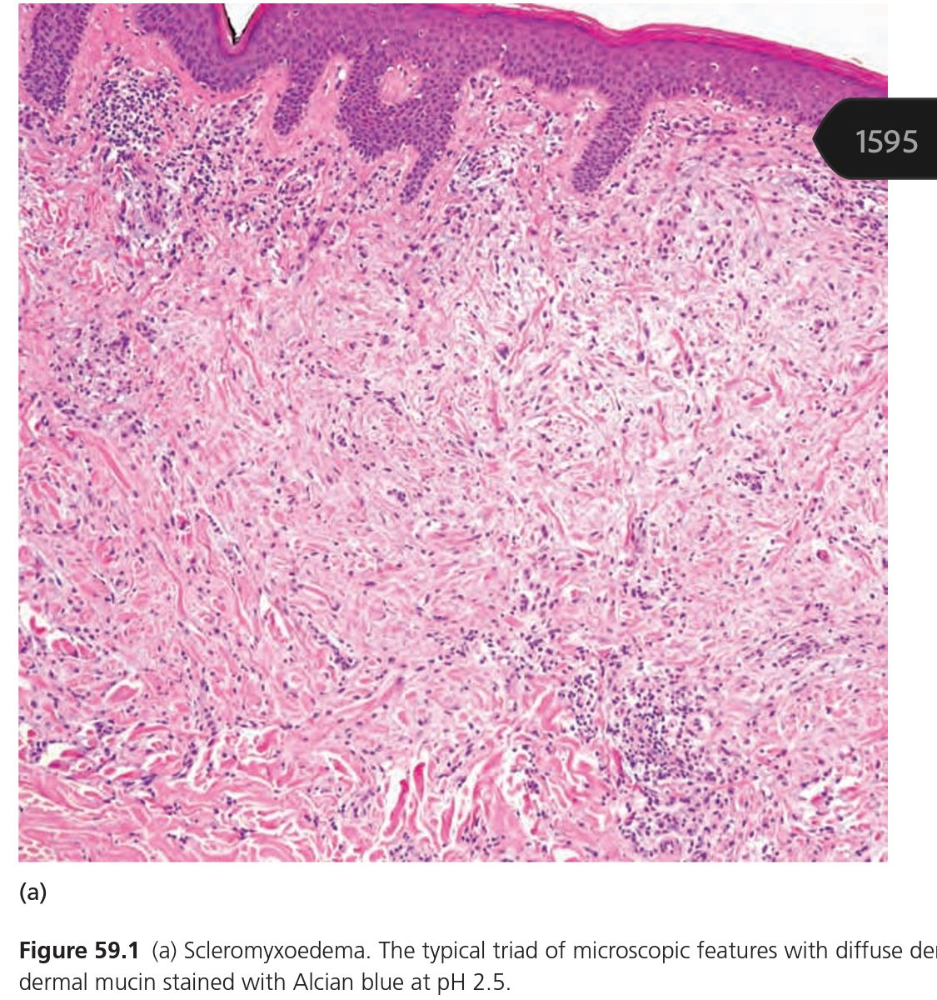 1595
(a)
Figure 59.1 (a) Scleromyxoedema. The typical triad of microscopic features with diffuse der
dermal mucin stained with Alcian blue at pH 2.5.